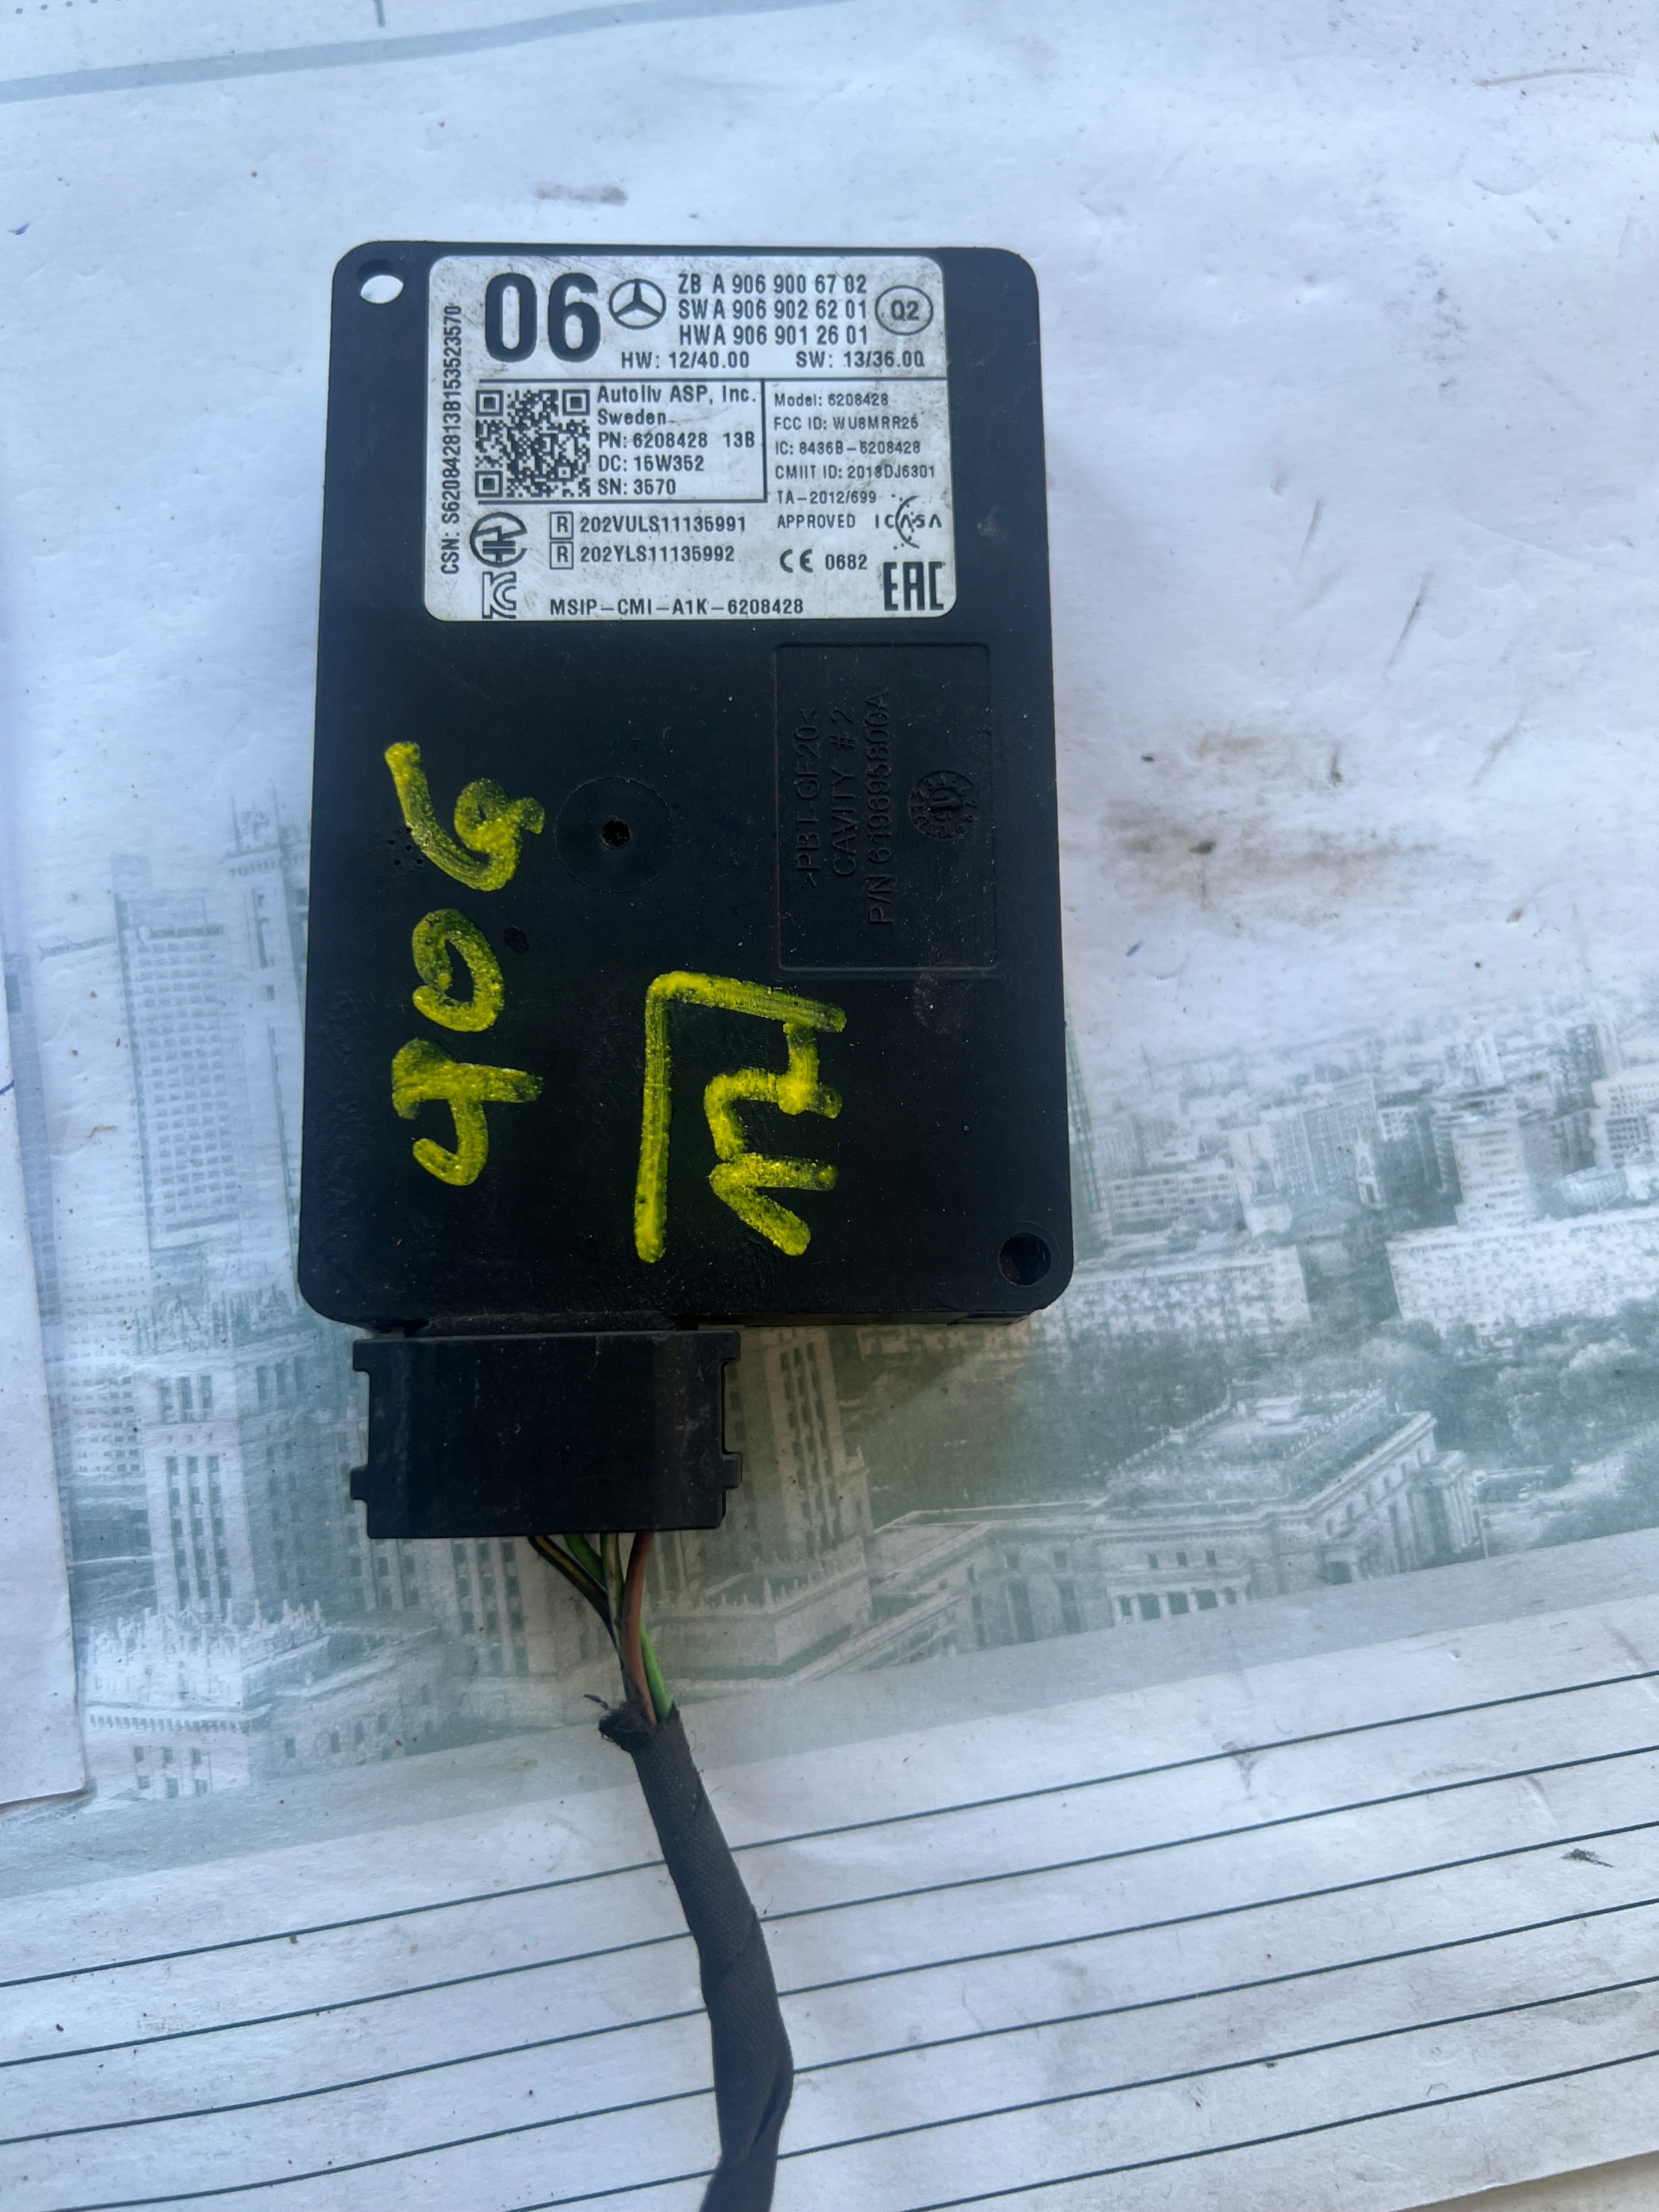 06
ZB A 906 900 67 02
SW A 906 902 62 01
HW A 906 901 26 01
Q2
HW: 12/40.00 SW: 13/36.00
CSN: S620842813B153523570
Autoliv ASP, Inc.
Sweden
PN: 6208428 13B
DC: 15W352
SN: 3570
Model: 6208428
FCC ID: WU8MRR25
IC: 8436B-6208428
CMIIT ID: 2013DJ6301
TA-2012/699
APPROVED ICASA
R 202VULS11135991
R 202YLS11135992
CE 0682
EAC
MSIP-CMI-A1K-6208428
>PBT-GF20<
CAVITY # 2
P/N 619695800A
906